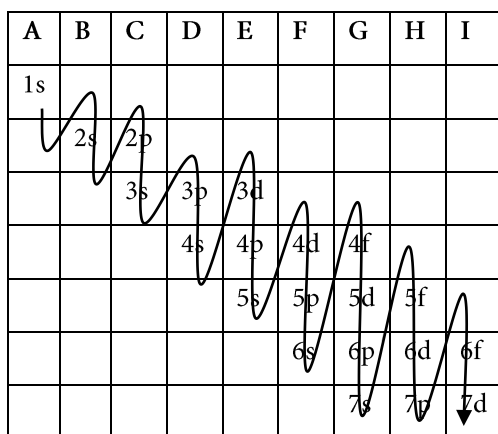 A B C D E F G H I
1s
2s 2p
3s 3p 3d
4s 4p 4d 4f
5s 5p 5d 5f
6s 6p 6d 6f
7s 7p 7d